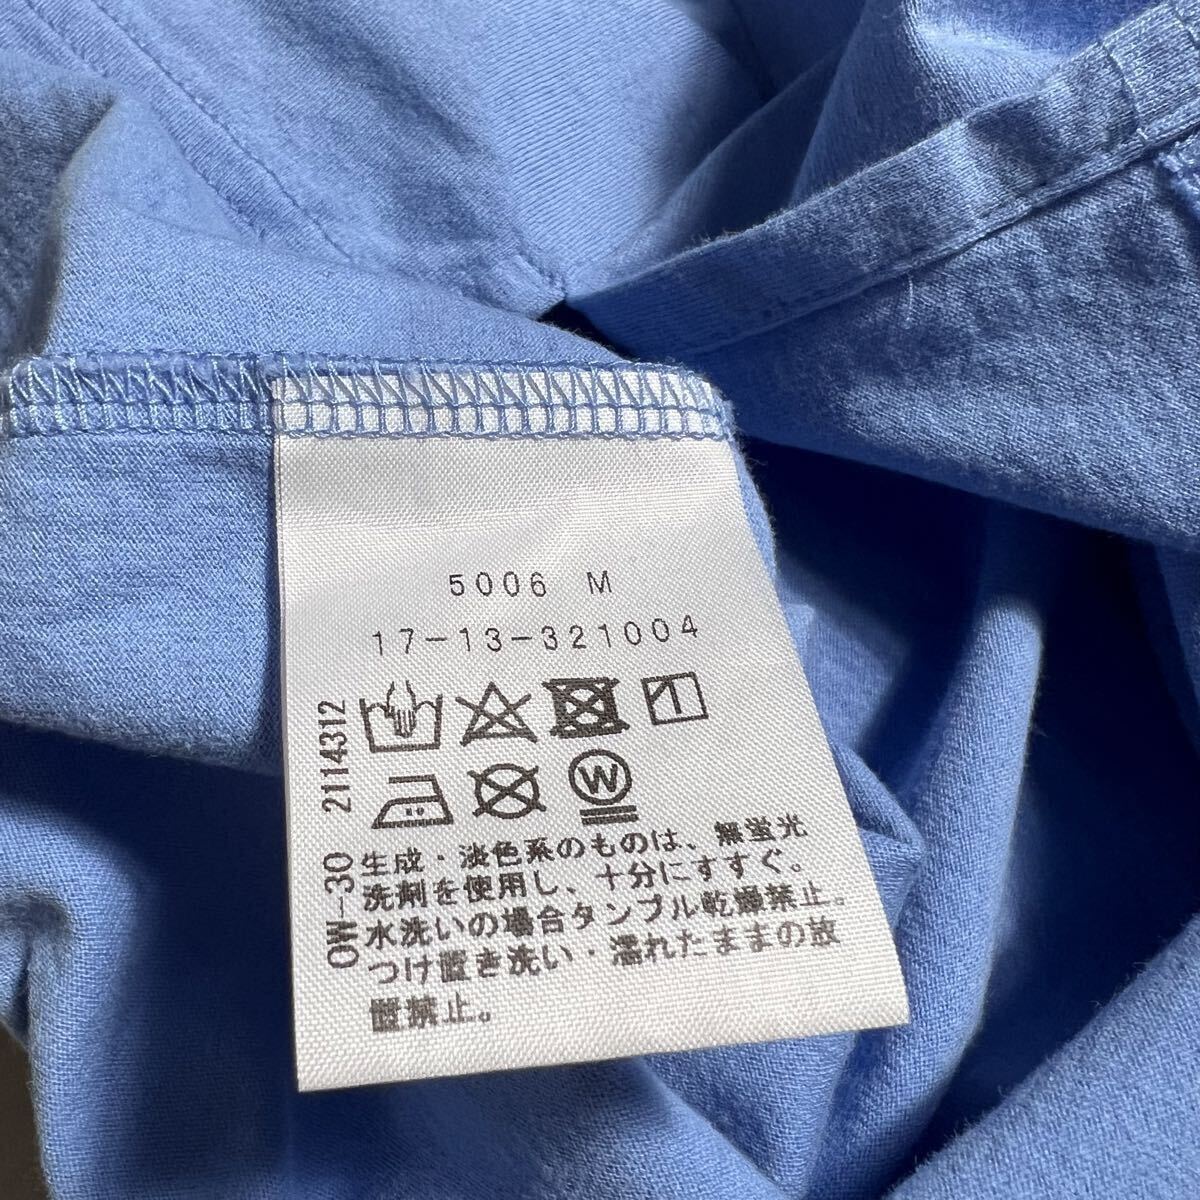 5006 M
17-13-321004
W
生成・淡色系のものは、無蛍光
洗剤を使用し、十分にすすぐ。
水洗いの場合タンブル乾燥禁止。
つけ置き洗い・濡れたままの放
置禁止。
OW-30 2114312